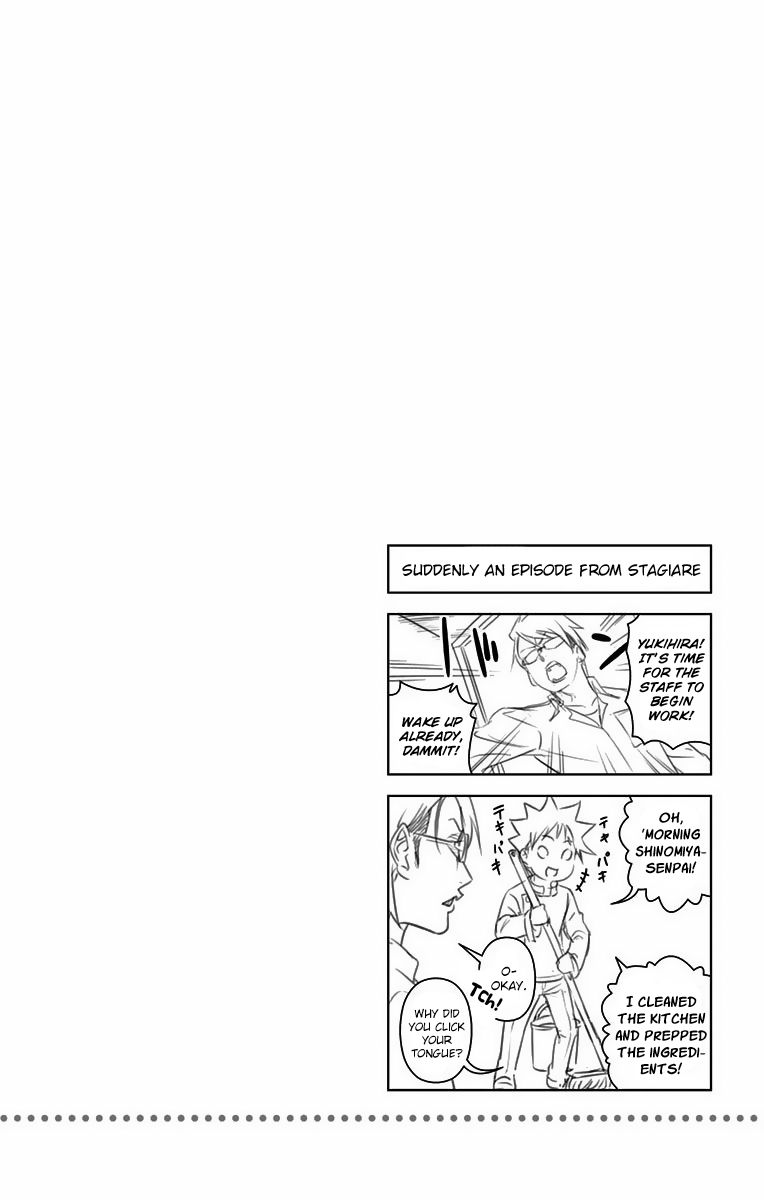 SUDDENLY AN EPISODE FROM STAGIARE
YUKIHIRA!
IT'S TIME
FOR THE
STAFF TO
BEGIN
WORK!
WAKE UP
ALREADY,
DAMMIT!
OH,
'MORNING
SHINOMIYA-
SENPAI!
テキパキ
テキパキ
I CLEANED
THE KITCHEN
AND PREPPED
THE INGREDI-
ENTS!
O-
OKAY.
Tch!
WHY DID
YOU CLICK
YOUR
TONGUE?